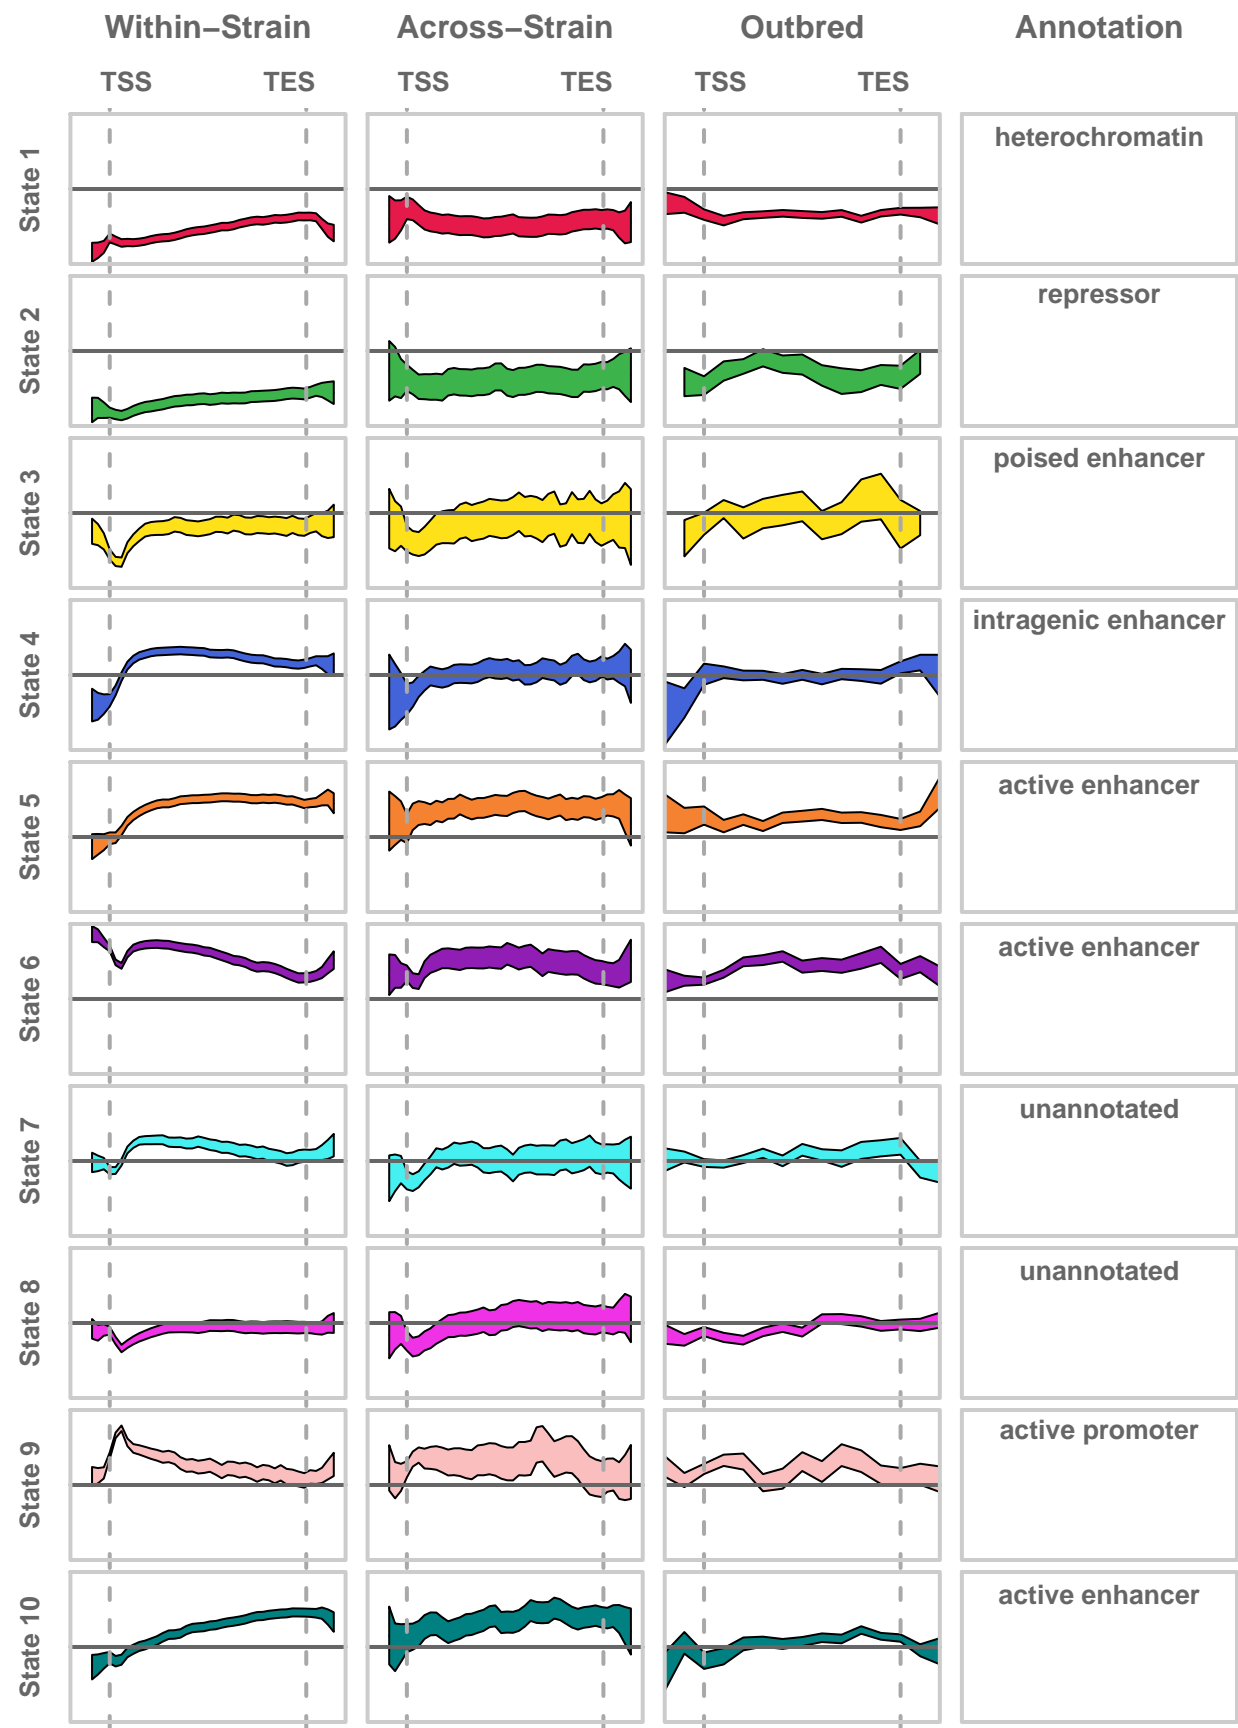 Within−Strain Across−Strain Outbred Annotation
TSS TES TSS TES TSS TES
State 1 heterochromatin
State 2 repressor
State 3 poised enhancer
State 4 intragenic enhancer
State 5 active enhancer
State 6 active enhancer
State 7 unannotated
State 8 unannotated
State 9 active promoter
State 10 active enhancer